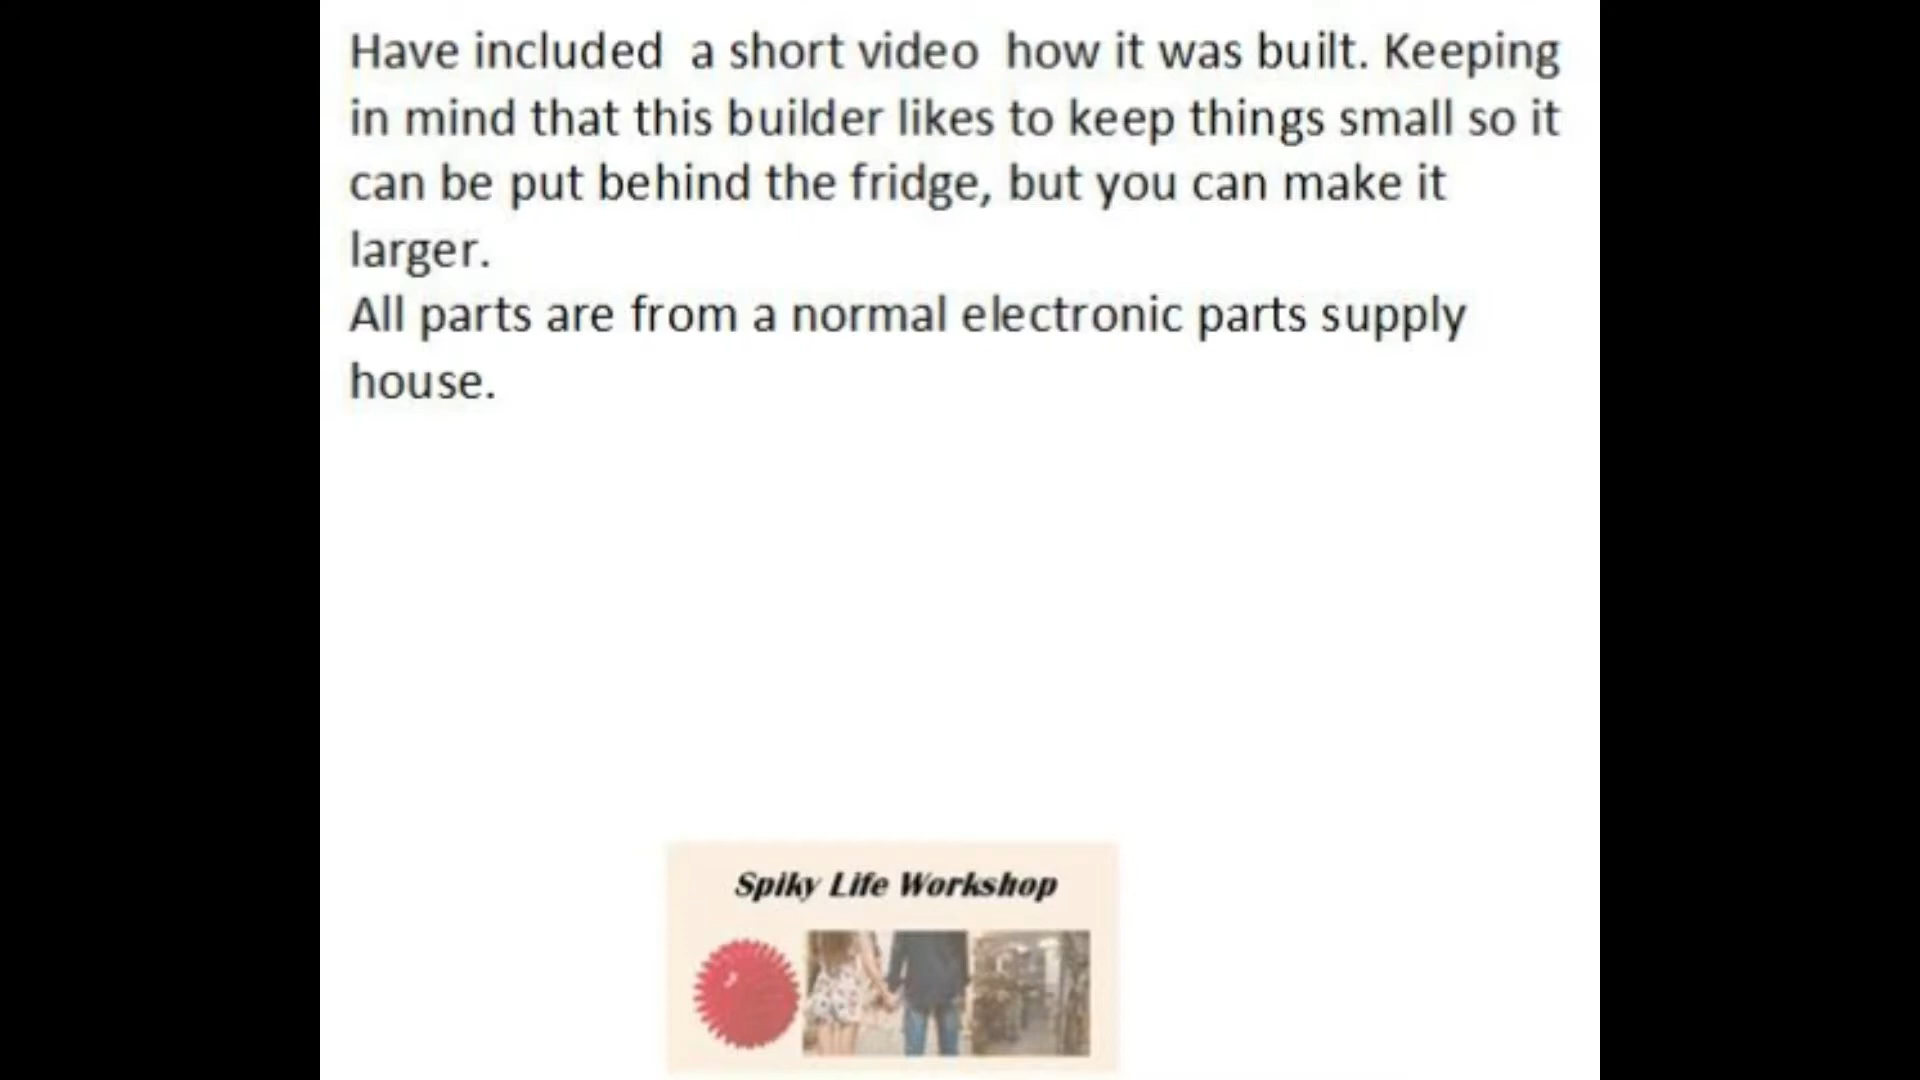 Have included  a short video  how it was built. Keeping
in mind that this builder likes to keep things small so it
can be put behind the fridge, but you can make it
larger.
All parts are from a normal electronic parts supply
house.
Spiky Life Workshop